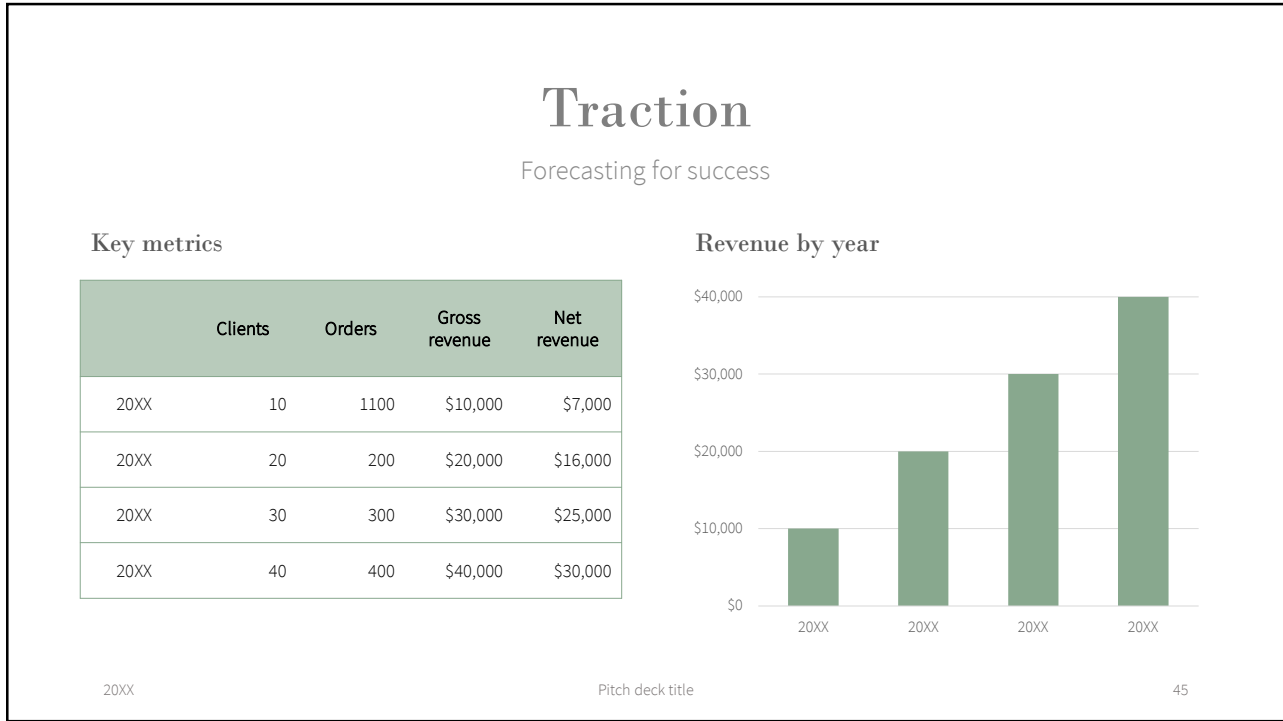 Traction
Forecasting for success
Key metrics
Clients Orders Gross revenue Net revenue
20XX 10 1100 $10,000 $7,000
20XX 20 200 $20,000 $16,000
20XX 30 300 $30,000 $25,000
20XX 40 400 $40,000 $30,000
Revenue by year
$40,000
$30,000
$20,000
$10,000
$0
20XX 20XX 20XX 20XX
20XX Pitch deck title 45